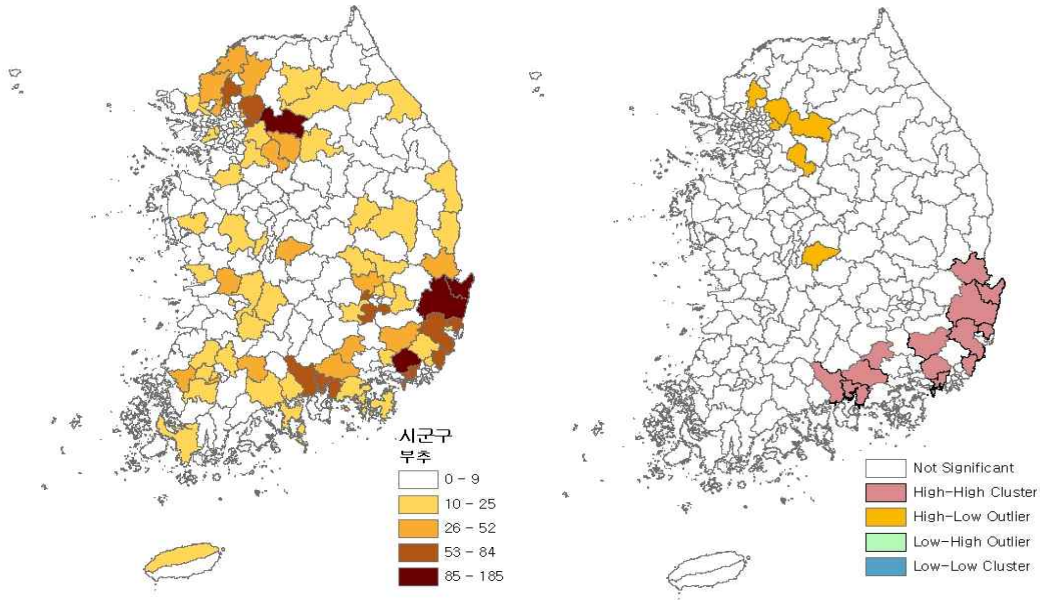 시군구
부추
0 - 9
10 - 25
26 - 52
53 - 84
85 - 185
Not Significant
High-High Cluster
High-Low Outlier
Low-High Outlier
Low-Low Cluster